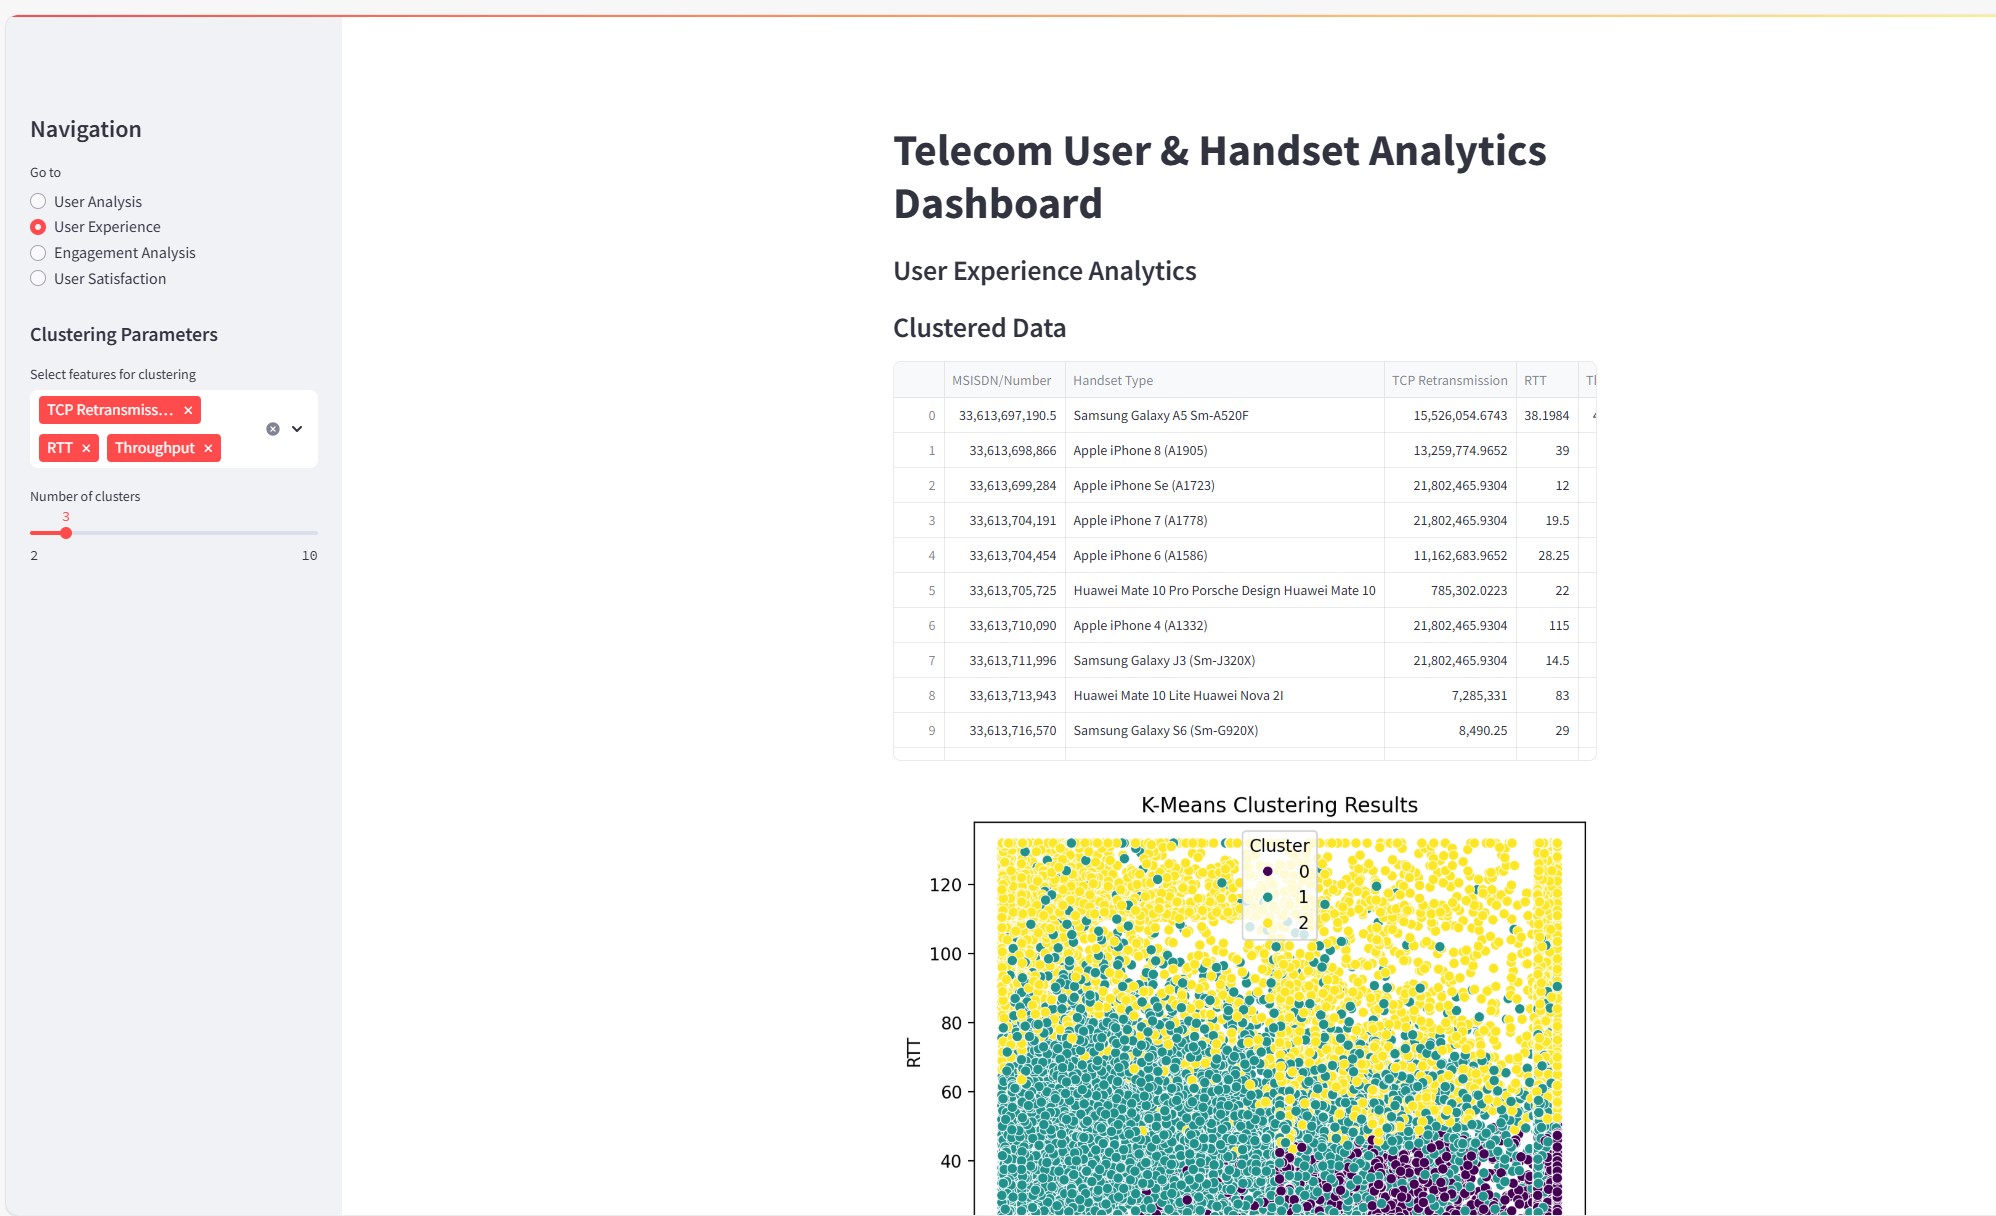 Navigation
Go to
User Analysis
User Experience
Engagement Analysis
User Satisfaction
Clustering Parameters
Select features for clustering
TCP Retransmiss...
RTT
Throughput
Number of clusters
3
2 10
Telecom User & Handset Analytics
Dashboard
User Experience Analytics
Clustered Data
MSISDN/Number Handset Type TCP Retransmission RTT
0 33,613,697,190.5 Samsung Galaxy A5 Sm-A520F 15,526,054.6743 38.1984
1 33,613,698,866 Apple iPhone 8 (A1905) 13,259,774.9652 39
2 33,613,699,284 Apple iPhone Se (A1723) 21,802,465.9304 12
3 33,613,704,191 Apple iPhone 7 (A1778) 21,802,465.9304 19.5
4 33,613,704,454 Apple iPhone 6 (A1586) 11,162,683.9652 28.25
5 33,613,705,725 Huawei Mate 10 Pro Porsche Design Huawei Mate 10 785,302.0223 22
6 33,613,710,090 Apple iPhone 4 (A1332) 21,802,465.9304 115
7 33,613,711,996 Samsung Galaxy J3 (Sm-J320X) 21,802,465.9304 14.5
8 33,613,713,943 Huawei Mate 10 Lite Huawei Nova 2I 7,285,331 83
9 33,613,716,570 Samsung Galaxy S6 (Sm-G920X) 8,490.25 29
K-Means Clustering Results
Cluster
0
1
2
120
100
80
60
40
RTT